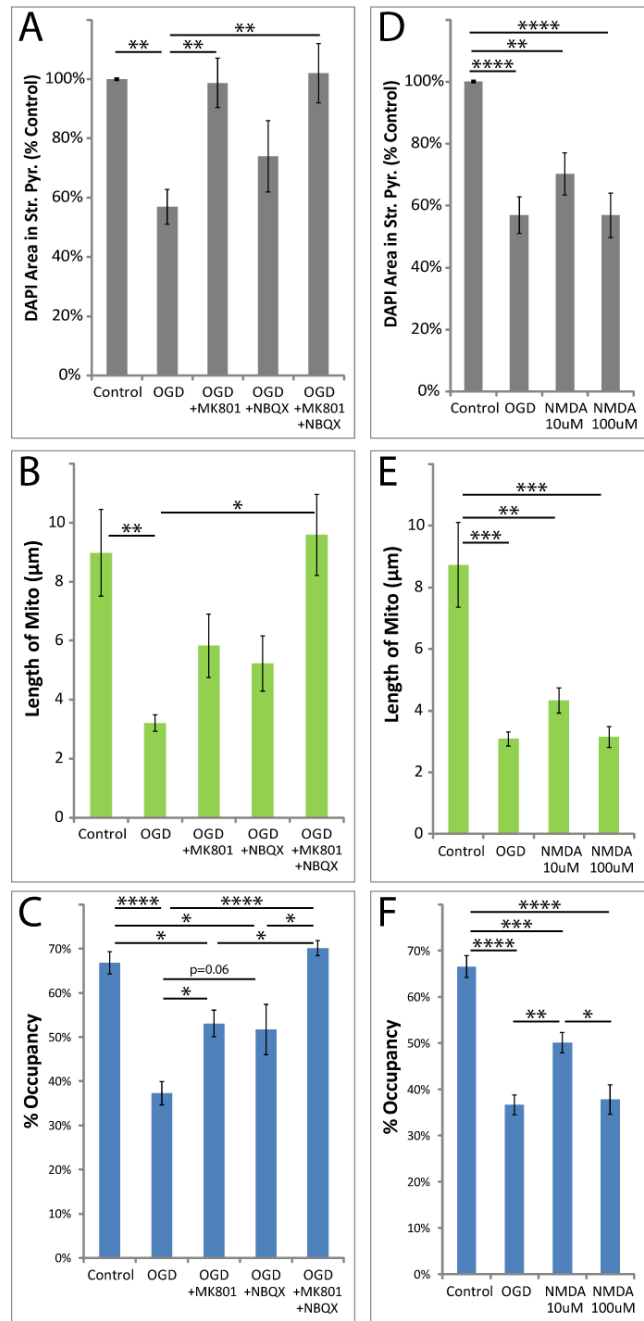 A
**
**
**
DAPI Area in Str. Pyr. (% Control)
100%
80%
60%
40%
20%
0%
Control
OGD
OGD
+MK801
OGD
+NBQX
OGD
+MK801
+NBQX
D
****
**
****
DAPI Area in Str. Pyr. (% Control)
100%
80%
60%
40%
20%
0%
Control
OGD
NMDA
10uM
NMDA
100uM
B
*
**
Length of Mito (µm)
10
8
6
4
2
0
Control
OGD
OGD
+MK801
OGD
+NBQX
OGD
+MK801
+NBQX
E
***
**
***
Length of Mito (µm)
10
8
6
4
2
0
Control
OGD
NMDA
10uM
NMDA
100uM
C
****
****
*
*
*
*
p=0.06
*
% Occupancy
70%
60%
50%
40%
30%
20%
10%
0%
Control
OGD
OGD
+MK801
OGD
+NBQX
OGD
+MK801
+NBQX
F
****
***
****
**
*
% Occupancy
70%
60%
50%
40%
30%
20%
10%
0%
Control
OGD
NMDA
10uM
NMDA
100uM